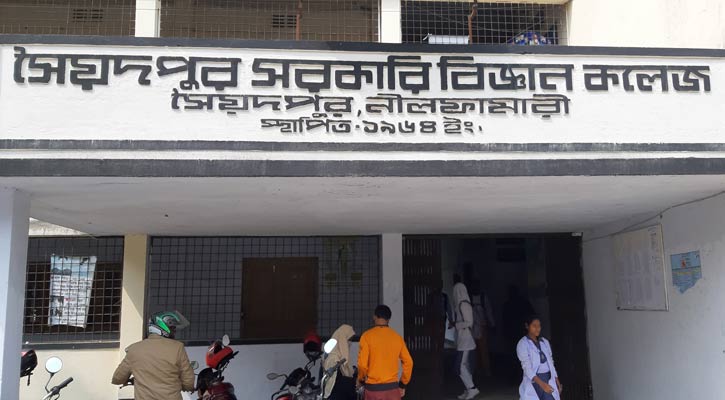 সৈয়দপুর সরকারি বিজ্ঞান কলেজ
সৈয়দপুর, নীলফামারী
স্থাপিত-১৯৬৪ ইং.